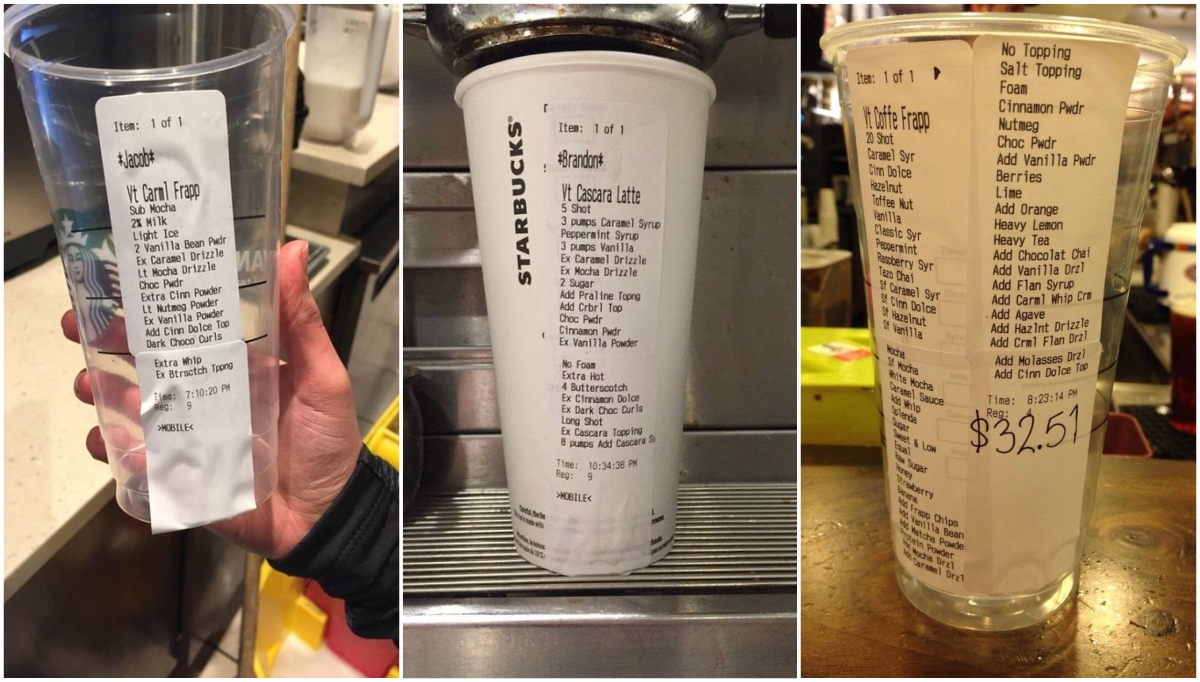 Item: 1 of 1
*Jacob*
Vt Carml Frapp
Sub Mocha
2% Milk
Light Ice
2 Vanilla Bean Pwdr
Ex Caramel Drizzle
Lt Mocha Drizzle
Choc Pwdr
Extra Cinn Powder
Lt Nutmeg Powder
Ex Vanilla Powder
Add Cinn Dolce Top
Dark Choco Curls
Extra Whip
Ex Btrsctch Tppng
Time: 7:10:20 PM
Reg: 9
>MOBILE<
STARBUCKS®
Item: 1 of 1
*Brandon*
Vt Cascara Latte
5 Shot
3 pumps Caramel Syrup
Peppermint Syrup
3 pumps Vanilla
Ex Caramel Drizzle
Ex Mocha Drizzle
2 Sugar
Add Praline Topng
Add Crbrl Top
Choc Pwdr
Cinnamon Pwdr
Ex Vanilla Powder
No Foam
Extra Hot
4 Butterscotch
Ex Cinnamon Dolce
Ex Dark Choc Curls
Long Shot
Ex Cascara Topping
8 pumps Add Cascara Sy
Time: 10:34:38 PM
Reg: 9
>MOBILE<
Item: 1 of 1
Vt Coffe Frapp
20 Shot
Caramel Syr
Cinn Dolce
Hazelnut
Toffee Nut
Vanilla
Classic Syr
Peppermint
Raspberry Syr
Tazo Chai
Sf Caramel Syr
Sf Cinn Dolce
Sf Hazelnut
Sf Vanilla
Mocha
Sf Mocha
White Mocha
Caramel Sauce
Add Whip
Splenda
Sugar
Sweet & Low
Equal
Raw Sugar
Honey
Strawberry
Banana
Add Frapp Chips
Add Vanilla Bean
Add Matcha Powde
Protein Powder
Add Mocha Drzl
Add Caramel Drzl
No Topping
Salt Topping
Foam
Cinnamon Pwdr
Nutmeg
Choc Pwdr
Add Vanilla Pwdr
Berries
Lime
Add Orange
Heavy Lemon
Heavy Tea
Add Chocolat Chai
Add Vanilla Drzl
Add Flan Syrup
Add Carml Whip Crm
Add Agave
Add Hazlnt Drizzle
Add Crml Flan Drzl
Add Molasses Drzl
Add Cinn Dolce Top
Time: 8:23:14 PM
Reg: 4
$32.51